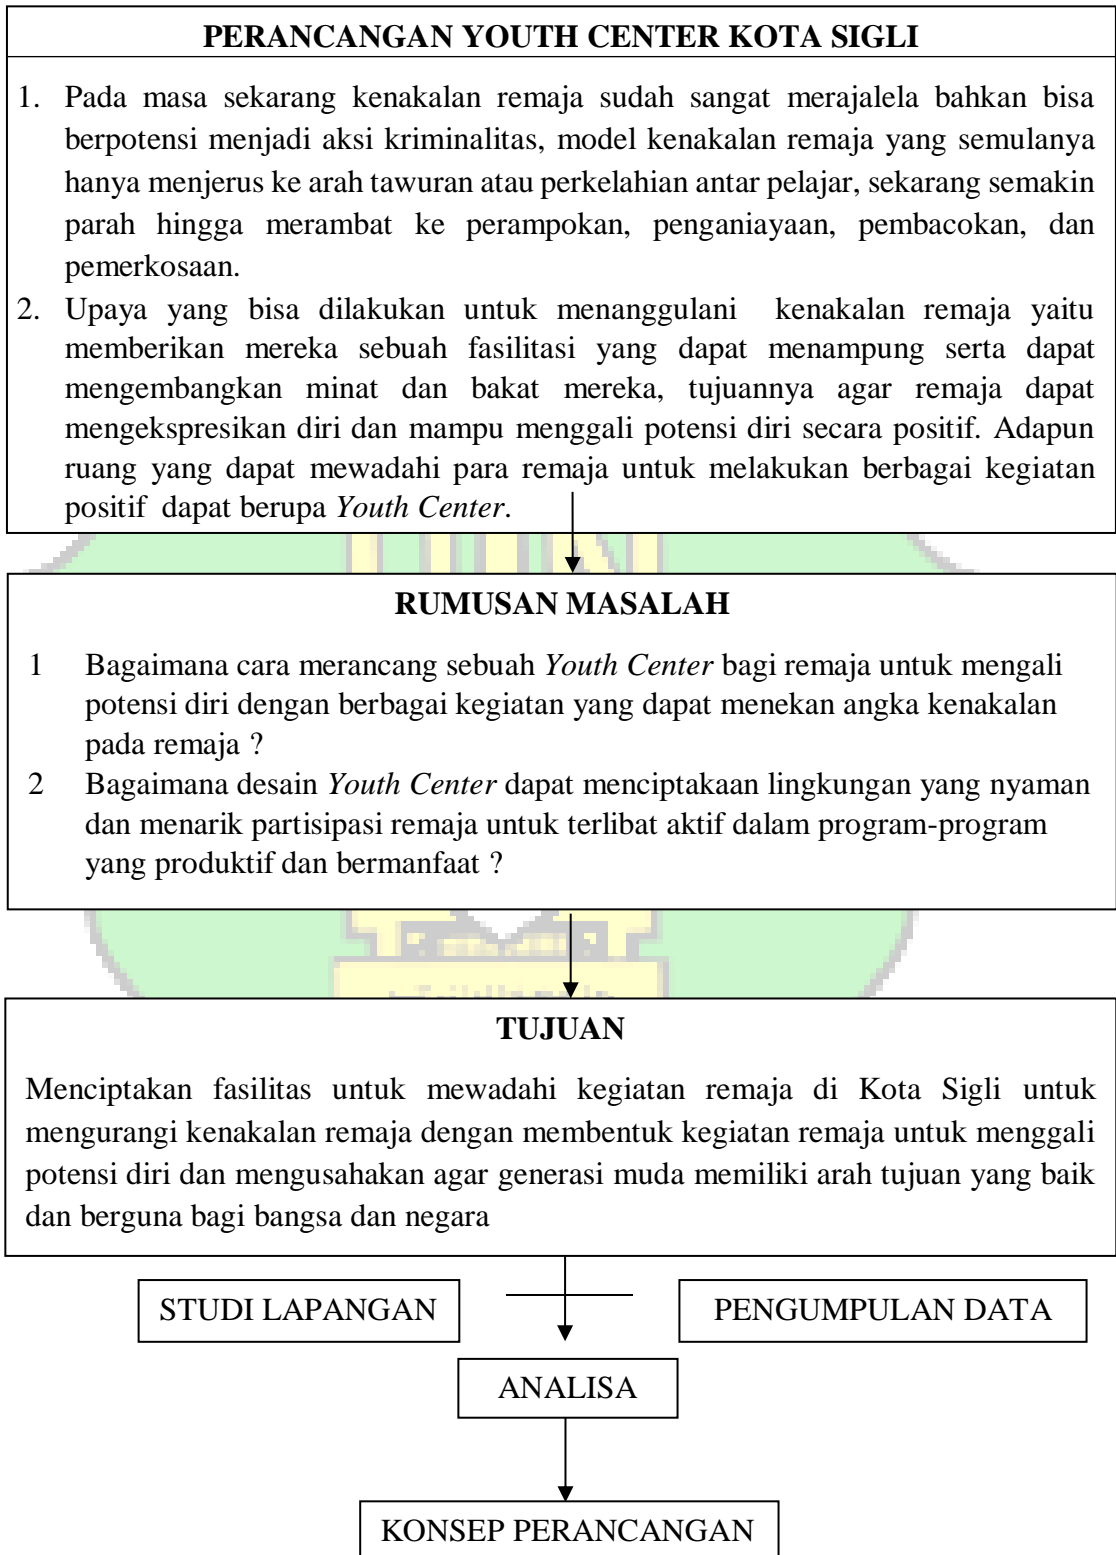 PERANCANGAN YOUTH CENTER KOTA SIGLI
1. Pada masa sekarang kenakalan remaja sudah sangat merajalela bahkan bisa
berpotensi menjadi aksi kriminalitas, model kenakalan remaja yang semulanya
hanya menjerus ke arah tawuran atau perkelahian antar pelajar, sekarang semakin
parah hingga merambat ke perampokan, penganiayaan, pembacokan, dan
pemerkosaan.
2. Upaya yang bisa dilakukan untuk menanggulani kenakalan remaja yaitu
memberikan mereka sebuah fasilitasi yang dapat menampung serta dapat
mengembangkan minat dan bakat mereka, tujuannya agar remaja dapat
mengekspresikan diri dan mampu menggali potensi diri secara positif. Adapun
ruang yang dapat mewadahi para remaja untuk melakukan berbagai kegiatan
positif dapat berupa Youth Center.
RUMUSAN MASALAH
1 Bagaimana cara merancang sebuah Youth Center bagi remaja untuk mengali
potensi diri dengan berbagai kegiatan yang dapat menekan angka kenakalan
pada remaja ?
2 Bagaimana desain Youth Center dapat menciptakaan lingkungan yang nyaman
dan menarik partisipasi remaja untuk terlibat aktif dalam program-program
yang produktif dan bermanfaat ?
TUJUAN
Menciptakan fasilitas untuk mewadahi kegiatan remaja di Kota Sigli untuk
mengurangi kenakalan remaja dengan membentuk kegiatan remaja untuk menggali
potensi diri dan mengusahakan agar generasi muda memiliki arah tujuan yang baik
dan berguna bagi bangsa dan negara
STUDI LAPANGAN
PENGUMPULAN DATA
ANALISA
KONSEP PERANCANGAN